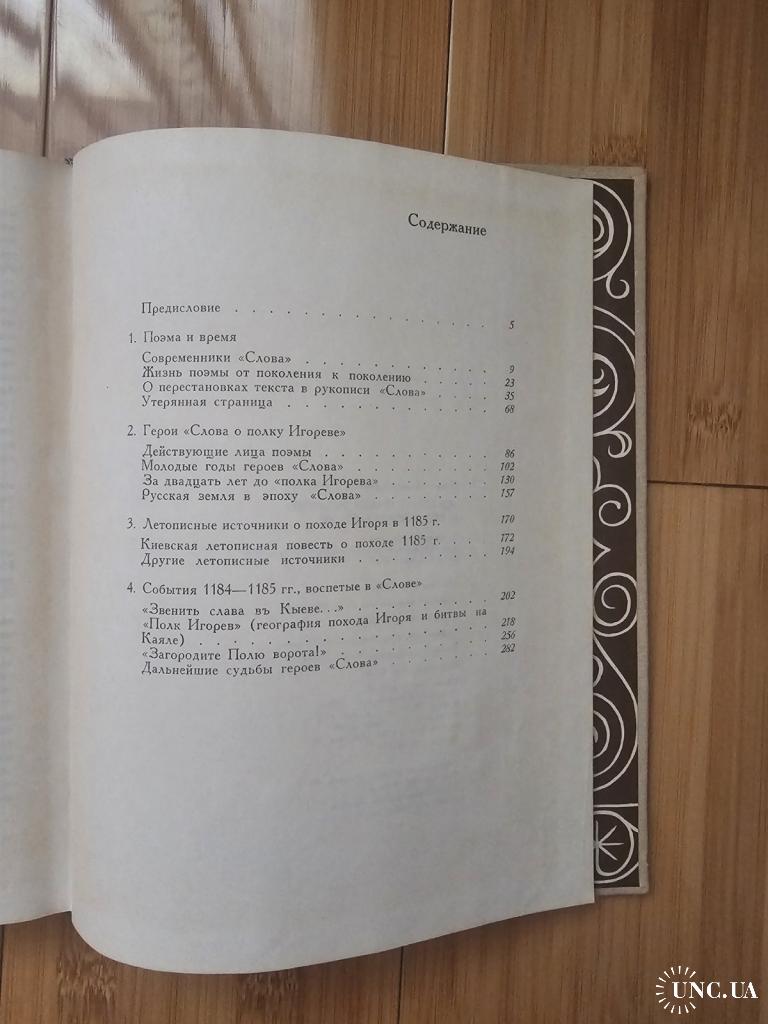 Содержание
Предисловие . . . . . . . . . . . . . . 5
1. Поэма и время
Современники «Слова» . . . . . . . . . . . 9
Жизнь поэмы от поколения к поколению . . . . 23
О перестановках текста в рукописи «Слова» . . . . 35
Утерянная страница . . . . . . . . . . . . 68
2. Герои «Слова о полку Игореве»
Действующие лица поэмы . . . . . . . . . . 86
Молодые годы героев «Слова» . . . . . . . . 102
За двадцать лет до «полка Игорева» . . . . . . 130
Русская земля в эпоху «Слова» . . . . . . . 157
3. Летописные источники о походе Игоря в 1185 г. 170
Киевская летописная повесть о походе 1185 г. . . 172
Другие летописные источники . . . . . . . . 194
4. События 1184—1185 гг., воспетые в «Слове»
«Звенить слава въ Кыеве...» . . . . . . . . 202
«Полк Игорев» (география похода Игоря и битвы на
Каяле) . . . . . . . . . . . . . . . 218
«Загородите Полю ворота!» . . . . . . . . . 256
Дальнейшие судьбы героев «Слова» . . . . . . 282
UNC.UA